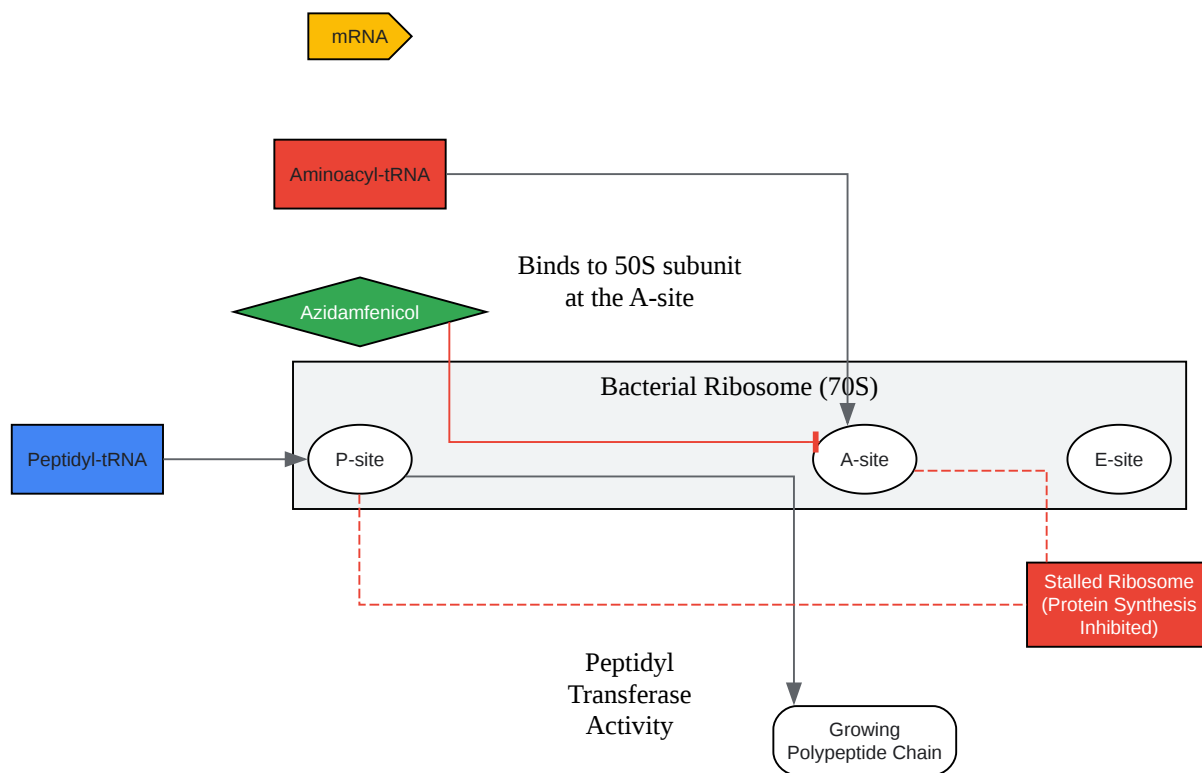 mRNA
Aminoacyl-tRNA
Binds to 50S subunit
at the A-site
Azidamfenicol
Bacterial Ribosome (70S)
Peptidyl-tRNA
P-site
A-site
E-site
Stalled Ribosome
(Protein Synthesis
Inhibited)
Peptidyl
Transferase
Activity
Growing
Polypeptide Chain